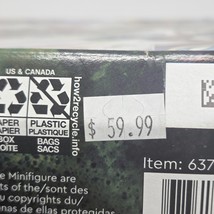 US & CANADA
how2recycle.info
PAPER PLASTIC
PAPIER PLASTIQUE
BOX BAGS
BOÎTE SACS
$ 59.99
Item: 637
e Minifigure are
ts of the/sont des
u/
nas de ellas protegidas